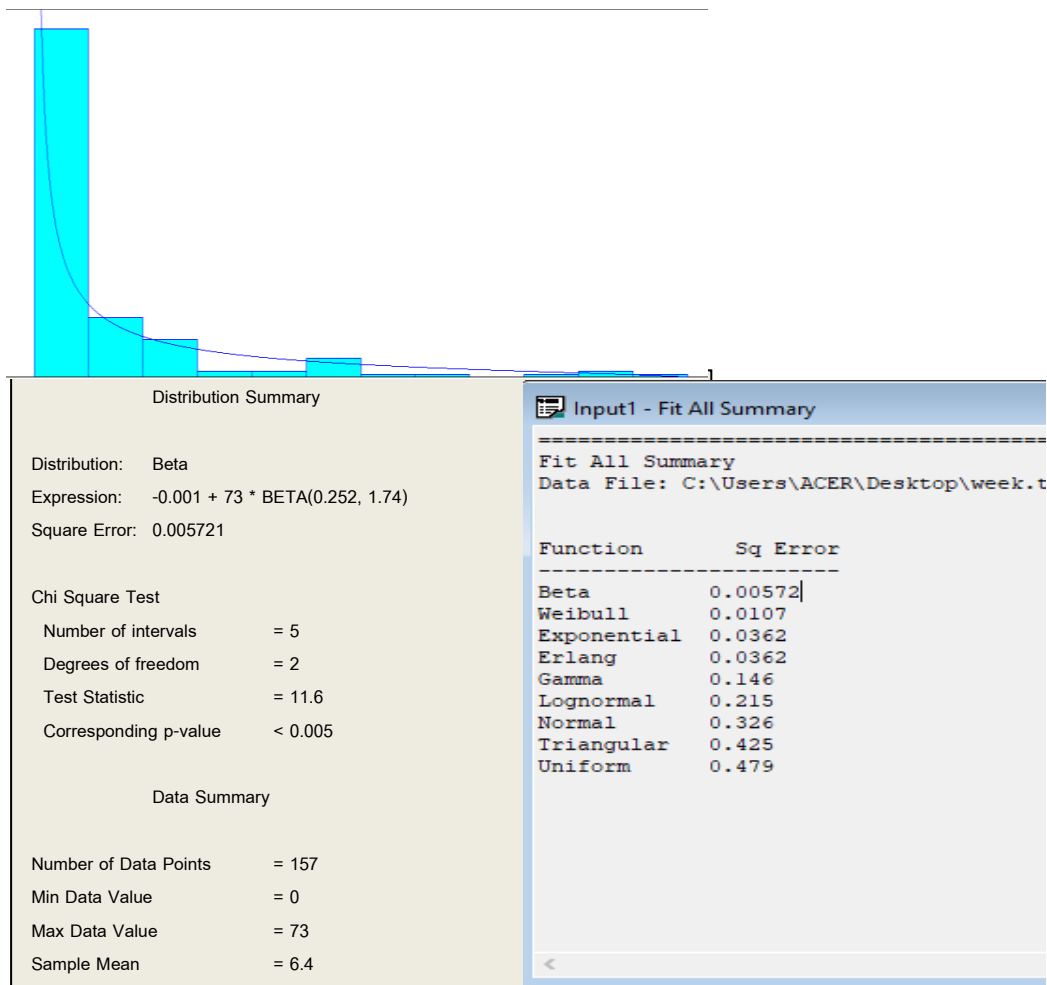 Distribution Summary
Distribution: Beta
Expression: -0.001 + 73 * BETA(0.252, 1.74)
Square Error: 0.005721
Chi Square Test
Number of intervals = 5
Degrees of freedom = 2
Test Statistic = 11.6
Corresponding p-value < 0.005
Data Summary
Number of Data Points = 157
Min Data Value = 0
Max Data Value = 73
Sample Mean = 6.4
Input1 - Fit All Summary
Fit All Summary
Data File: C:\Users\ACER\Desktop\week.t
Function Sq Error
Beta 0.00572
Weibull 0.0107
Exponential 0.0362
Erlang 0.0362
Gamma 0.146
Lognormal 0.215
Normal 0.326
Triangular 0.425
Uniform 0.479